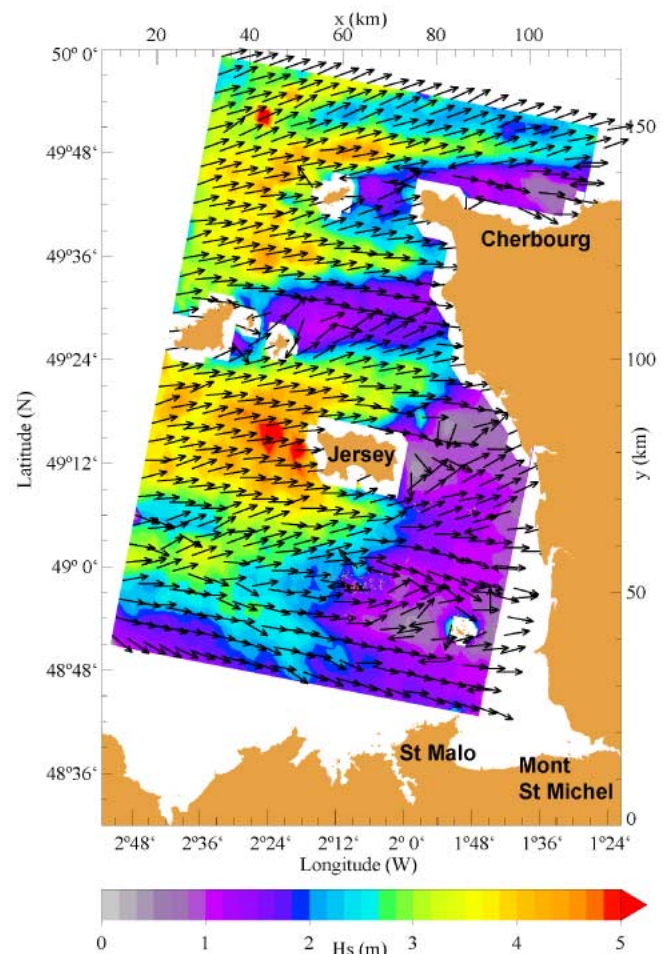 x (km)
20 40 60 80 100
50° 0‘
49°48‘
49°36‘
49°24‘
49°12‘
49° 0‘
48°48‘
48°36‘
Latitude (N)
150
100
50
0
y (km)
Cherbourg
Jersey
St Malo
Mont
St Michel
2°48‘ 2°36‘ 2°24‘ 2°12‘ 2° 0‘ 1°48‘ 1°36‘ 1°24‘
Longitude (W)
0 1 2 3 4 5
Hs (m)